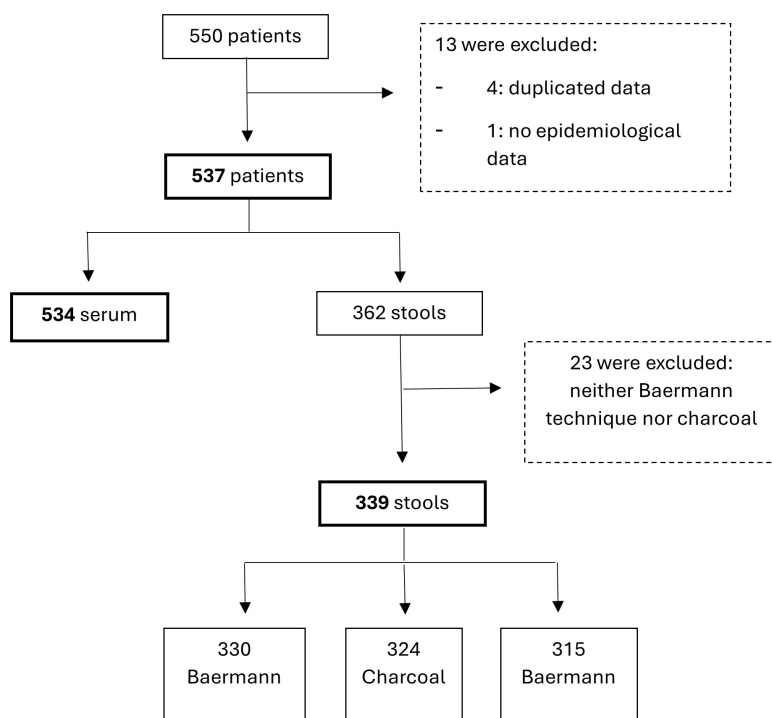 550 patients
13 were excluded:
- 4: duplicated data
- 1: no epidemiological
data
537 patients
534 serum
362 stools
23 were excluded:
neither Baermann
technique nor charcoal
339 stools
330
Baermann
324
Charcoal
315
Baermann